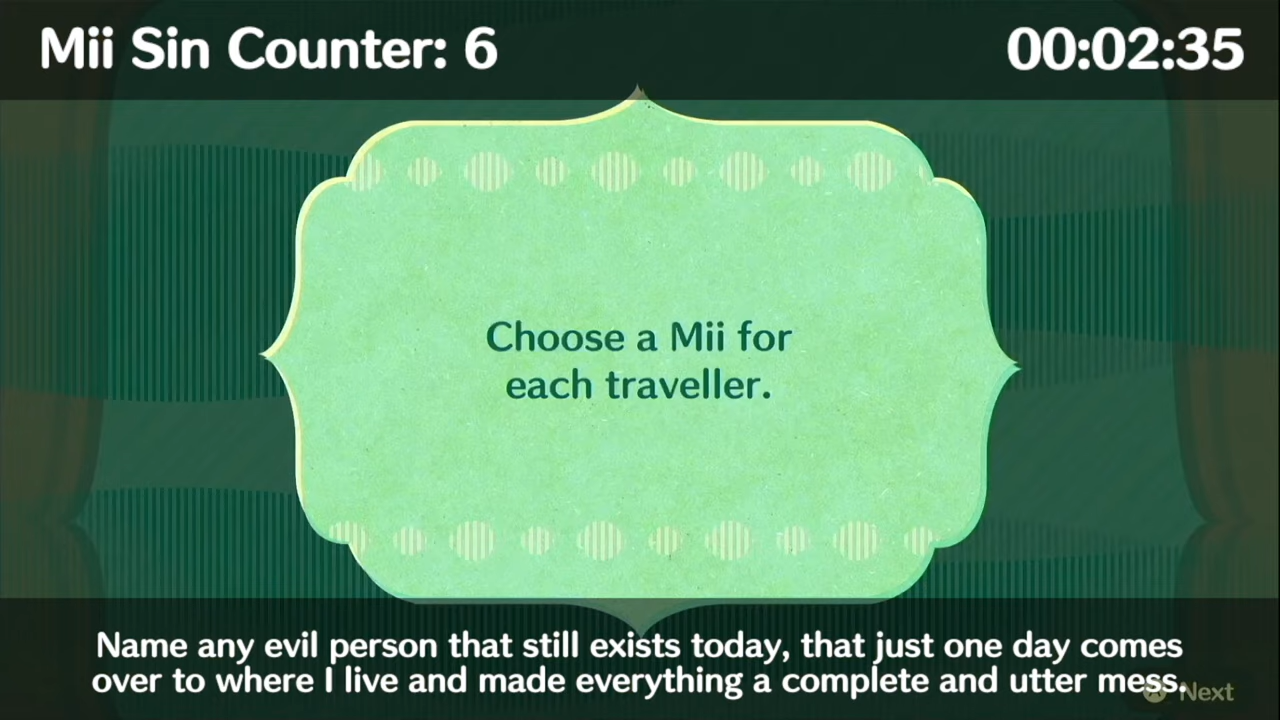 Mii Sin Counter: 6
00:02:35
Choose a Mii for
each traveller.
Name any evil person that still exists today, that just one day comes
over to where I live and made everything a complete and utter mess.
Next